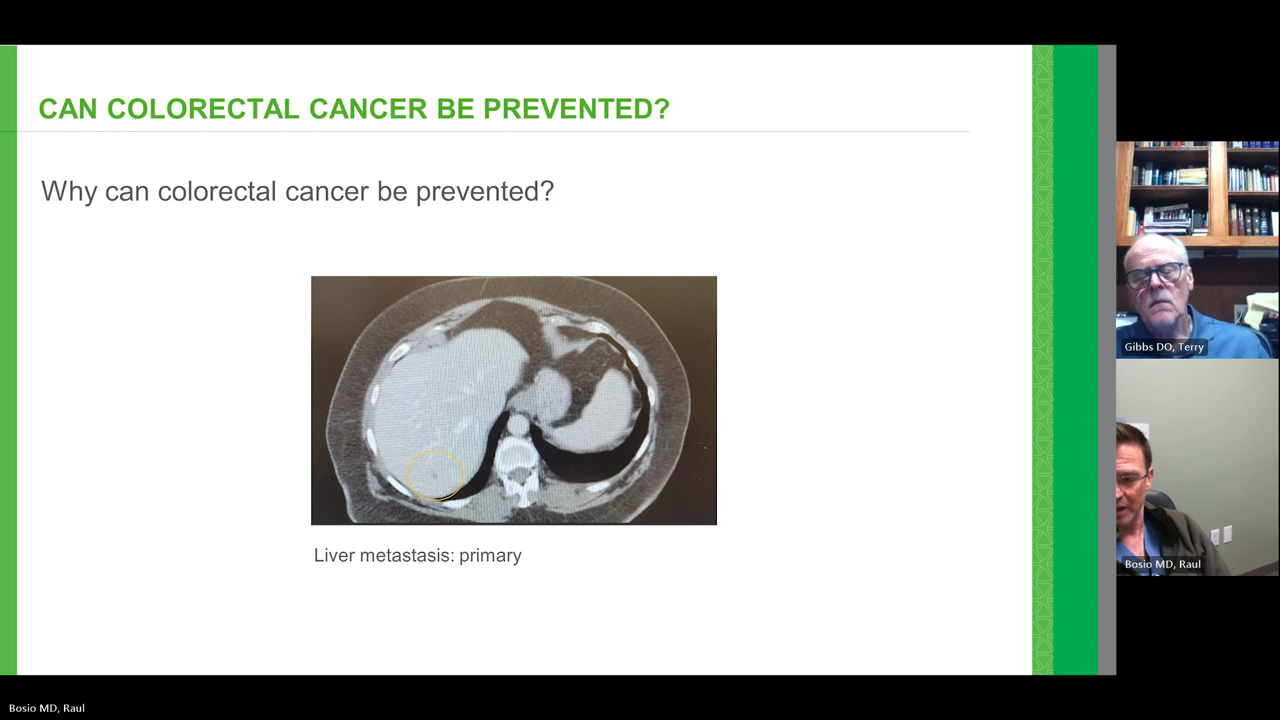 CAN COLORECTAL CANCER BE PREVENTED?
Why can colorectal cancer be prevented?
Liver metastasis: primary
Gibbs DO, Terry
Bosio MD, Raul
Bosio MD, Raul